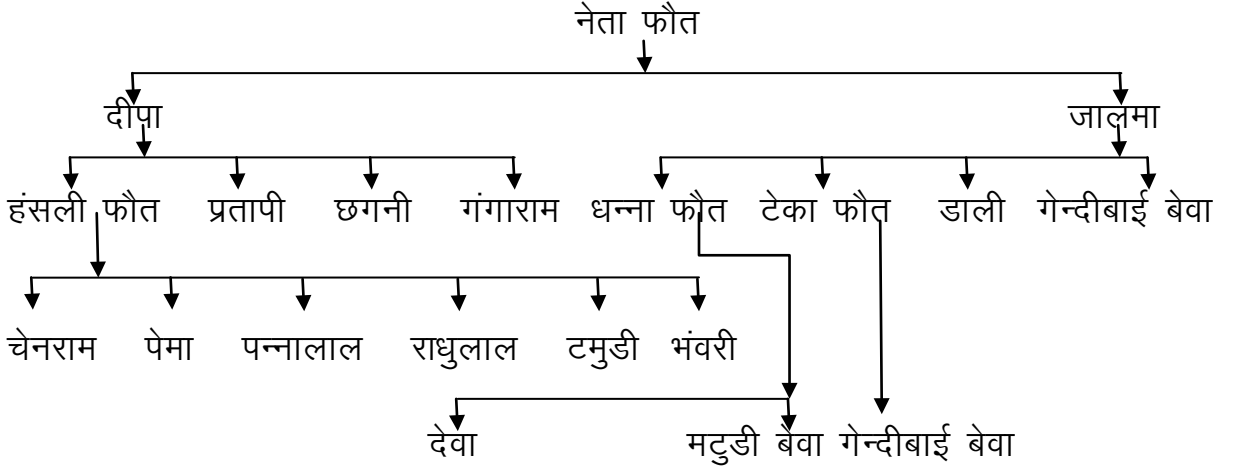 नेता फौत
दीपा जालमा
हंसली फौत प्रतापी छगनी गंगाराम धन्ना फौत टेका फौत डाली गेन्दीबाई बेवा
चेनराम पेमा पन्नालाल राधुलाल टमुडी भंवरी
देवा मटुडी बेवा गेन्दीबाई बेवा